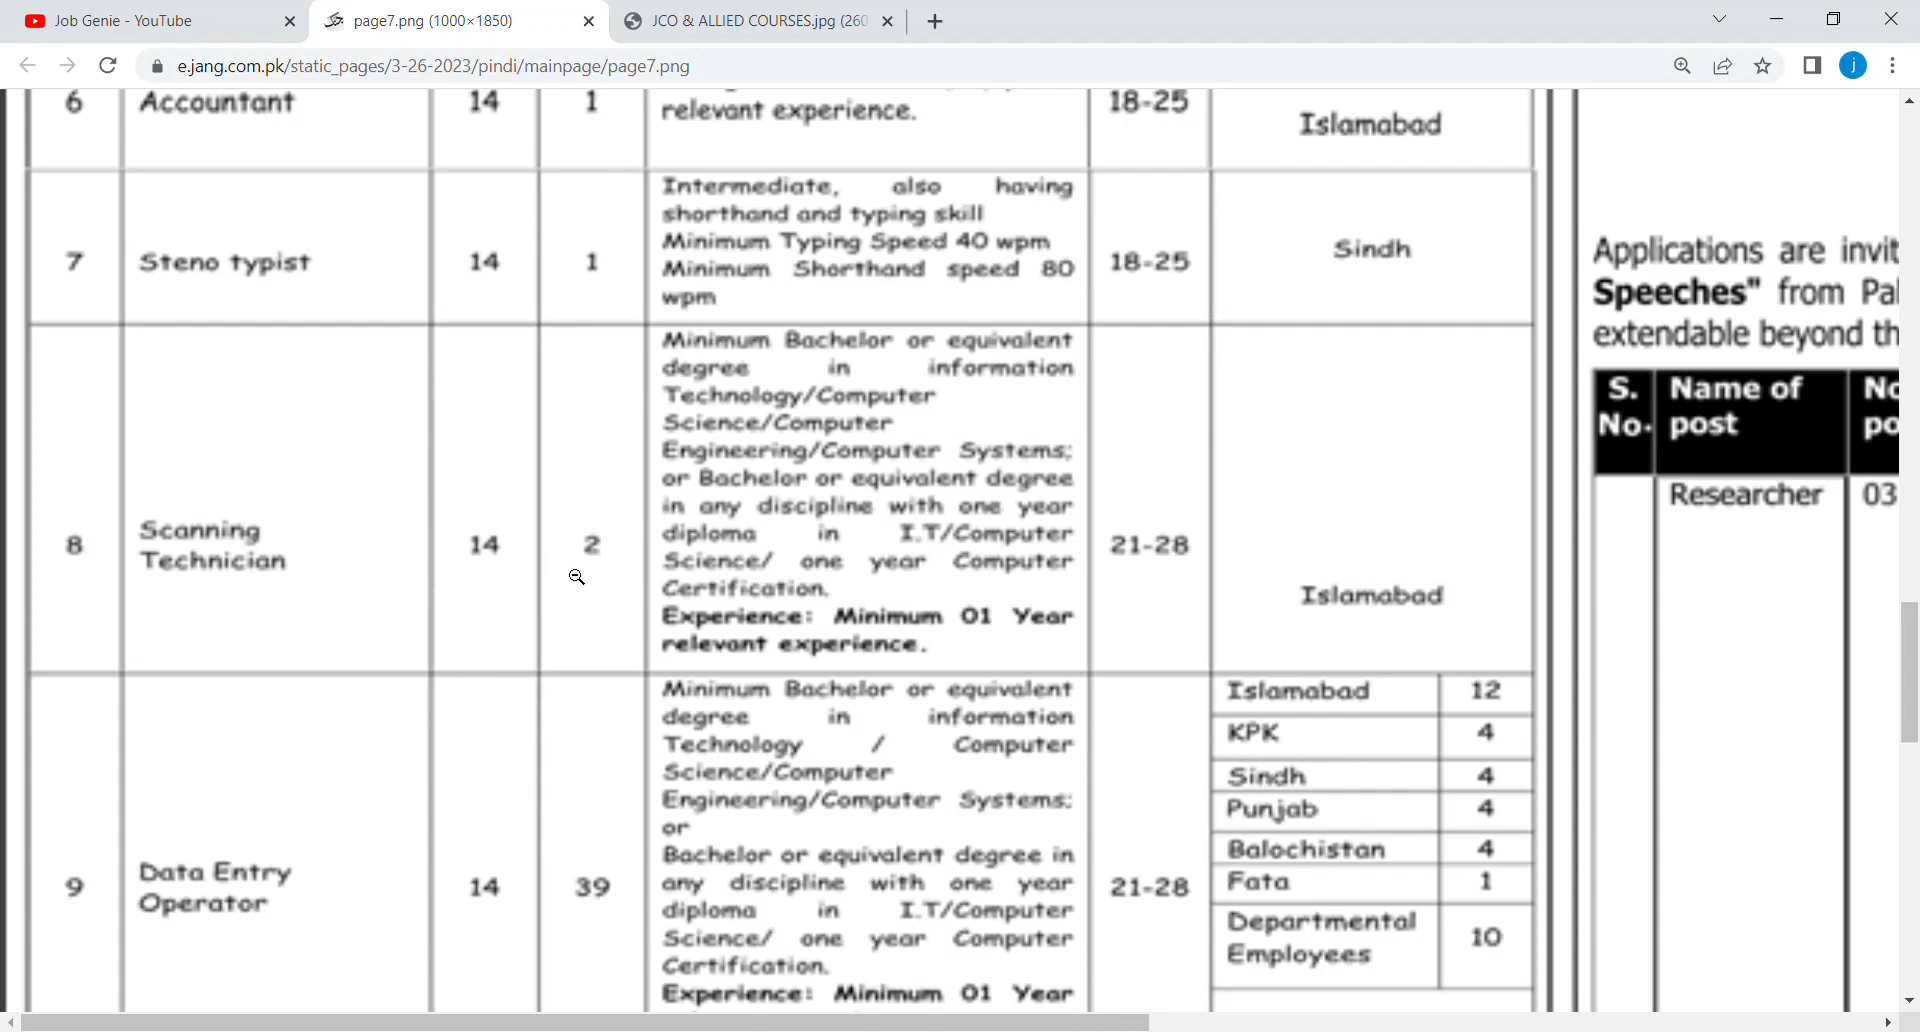 Job Genie - YouTube
page7.png (1000×1850)
JCO & ALLIED COURSES.jpg (260
e.jang.com.pk/static_pages/3-26-2023/pindi/mainpage/page7.png
j
6 Accountant 14 1 relevant experience. 18-25 Islamabad
7 Steno typist 14 1
Intermediate, also having
shorthand and typing skill
Minimum Typing Speed 40 wpm
Minimum Shorthand speed 80
wpm
18-25 Sindh
8 Scanning
Technician
14 2
Minimum Bachelor or equivalent
degree in information
Technology/Computer
Science/Computer
Engineering/Computer Systems;
or Bachelor or equivalent degree
in any discipline with one year
diploma in I.T/Computer
Science/ one year Computer
Certification.
Experience: Minimum 01 Year
relevant experience.
21-28 Islamabad
9 Data Entry
Operator
14 39
Minimum Bachelor or equivalent
degree in information
Technology / Computer
Science/Computer
Engineering/Computer Systems;
or
Bachelor or equivalent degree in
any discipline with one year
diploma in I.T/Computer
Science/ one year Computer
Certification.
Experience: Minimum 01 Year
21-28
Islamabad 12
KPK 4
Sindh 4
Punjab 4
Balochistan 4
Fata 1
Departmental
Employees 10
Applications are invit
Speeches" from Pa
extendable beyond th
S.
No.
Name of
post
No
po
Researcher 03